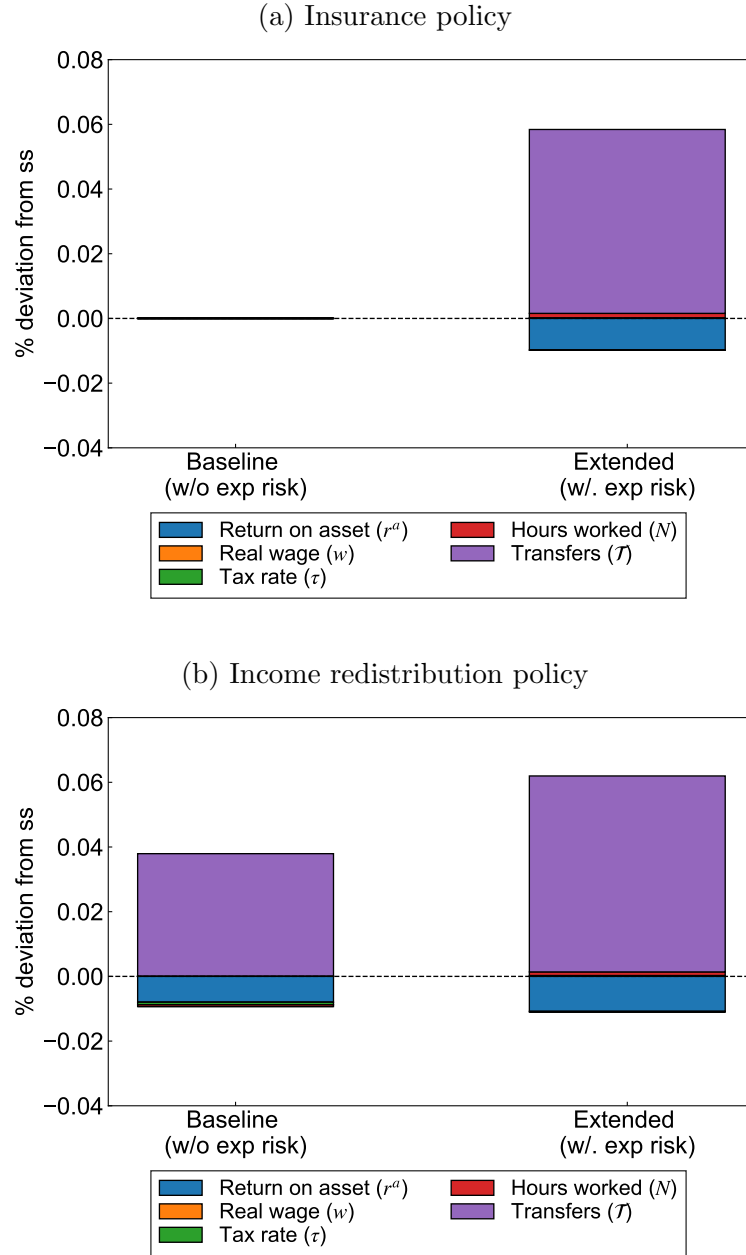 (a) Insurance policy
0.08
0.06
0.04
0.02
0.00
−0.02
−0.04
% deviation from ss
Baseline
(w/o exp risk)
Extended
(w/. exp risk)
Return on asset (rᵃ)
Real wage (w)
Tax rate (τ)
Hours worked (N)
Transfers (𝒯)
(b) Income redistribution policy
0.08
0.06
0.04
0.02
0.00
−0.02
−0.04
% deviation from ss
Baseline
(w/o exp risk)
Extended
(w/. exp risk)
Return on asset (rᵃ)
Real wage (w)
Tax rate (τ)
Hours worked (N)
Transfers (𝒯)